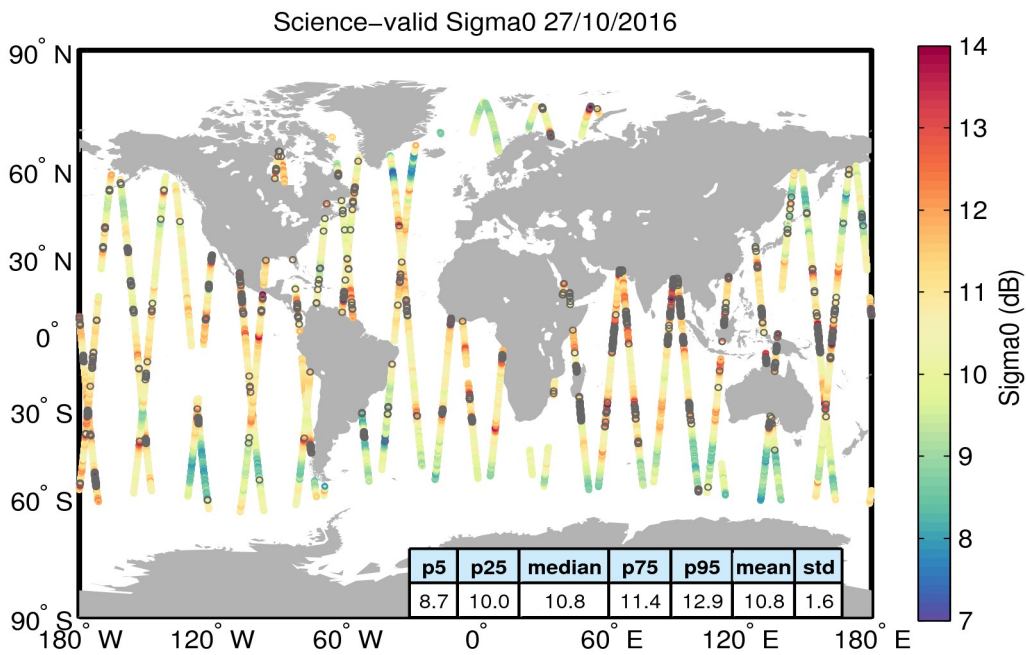 Science−valid Sigma0 27/10/2016
90° N
60° N
30° N
0°
30° S
60° S
90° S
180° W
120° W
60° W
0°
60° E
120° E
180° E
14
13
12
11
10
9
8
7
Sigma0 (dB)
p5 p25 median p75 p95 mean std
8.7 10.0 10.8 11.4 12.9 10.8 1.6